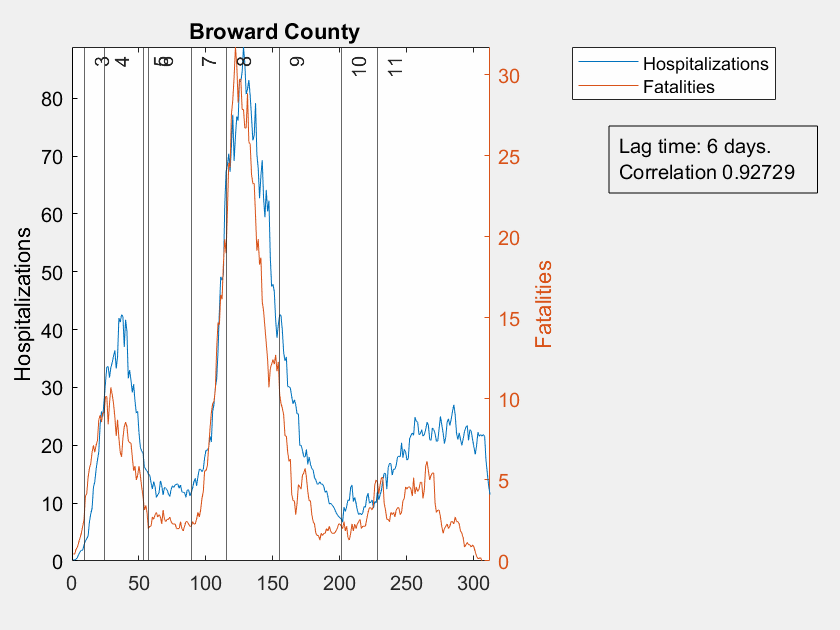 Broward County
Hospitalizations
Fatalities
Lag time: 6 days.
Correlation 0.92729
3 4 5 6 7 8 9 10 11
Hospitalizations
80
70
60
50
40
30
20
10
0
Fatalities
30
25
20
15
10
5
0
0 50 100 150 200 250 300